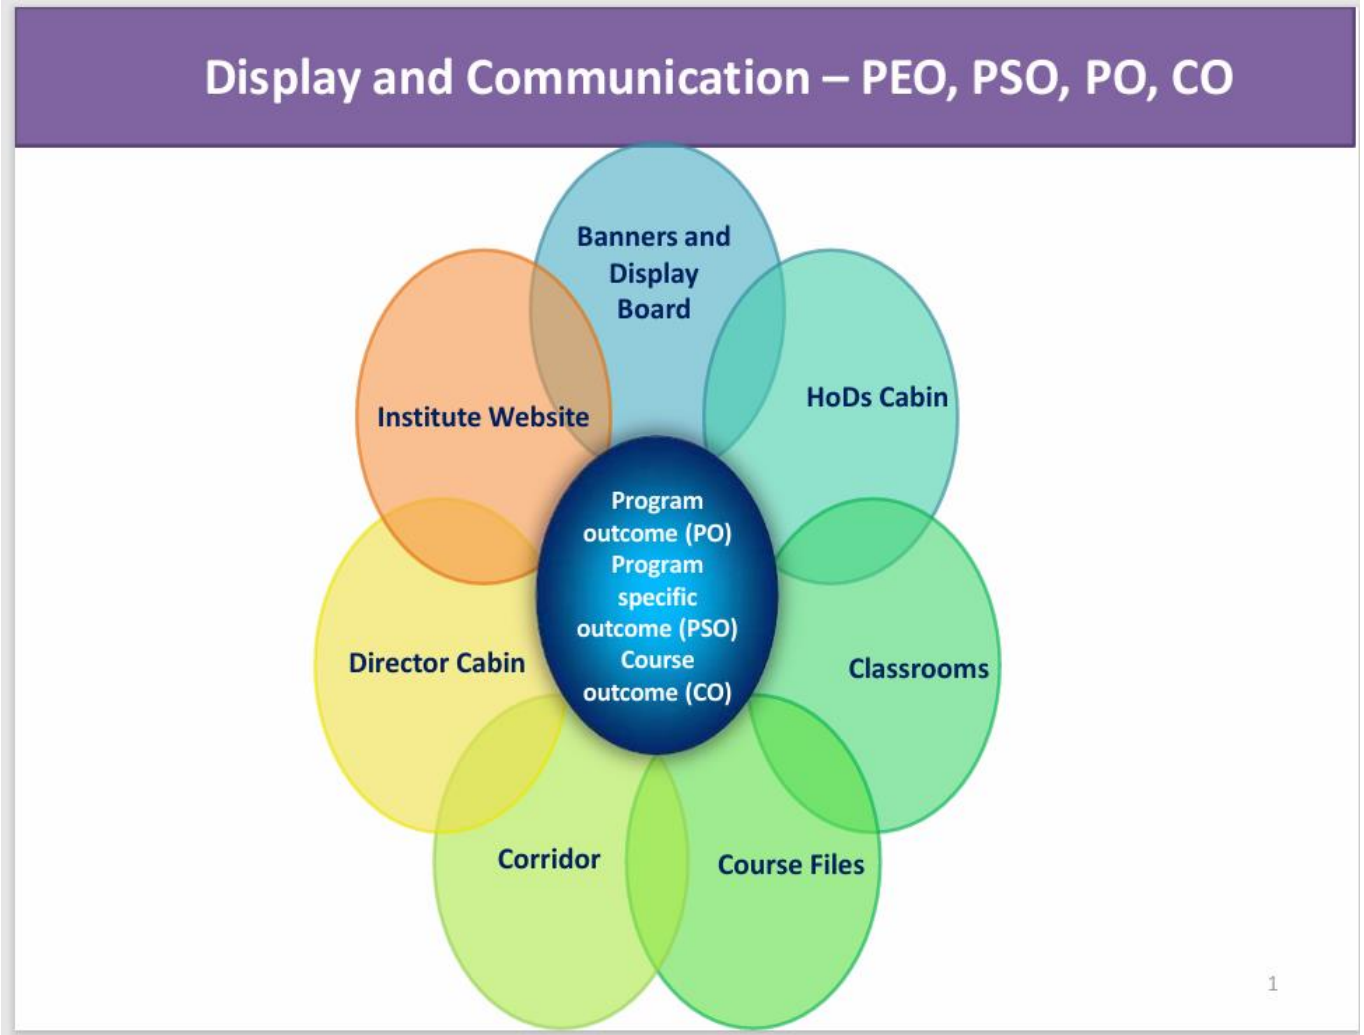 Display and Communication – PEO, PSO, PO, CO
Banners and
Display
Board
HoDs Cabin
Institute Website
Program
outcome (PO)
Program
specific
outcome (PSO)
Course
outcome (CO)
Director Cabin
Classrooms
Corridor
Course Files
1